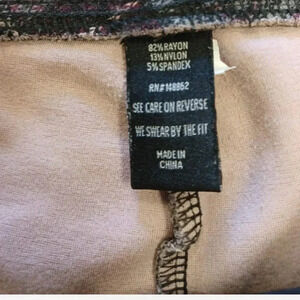 82%RAYON
13%NYLON
5%SPANDEX
RN#148862
SEE CARE ON REVERSE
WE SWEAR BY THE FIT
MADE IN
CHINA